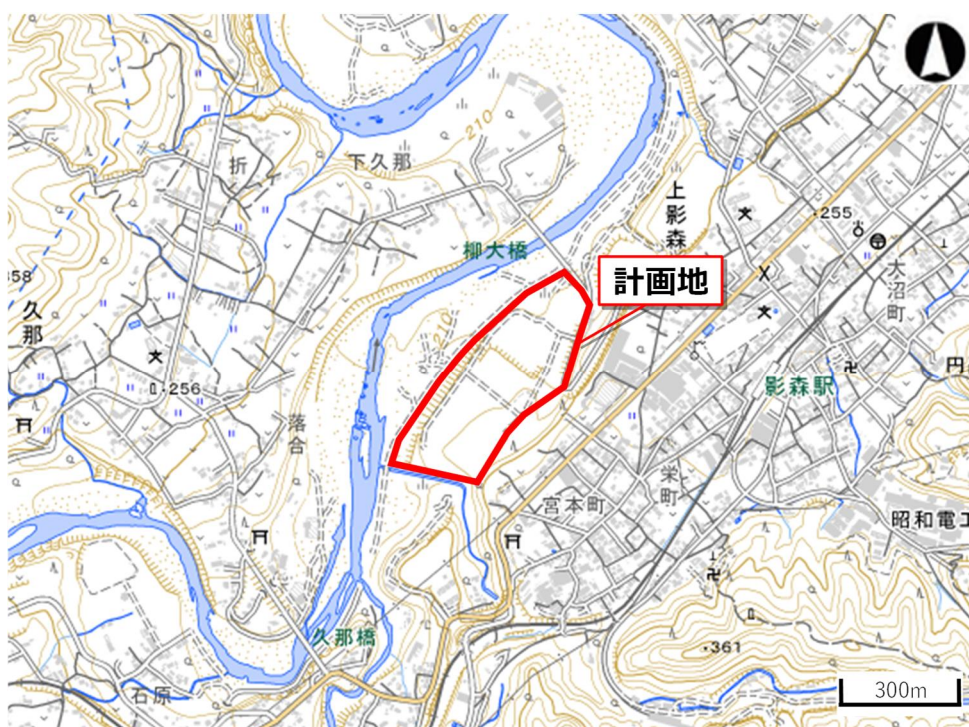 折
下久那
210
柳大橋
上影森
255
大沼町
計画地
358
久那
210
256
落合
影森駅
円
宮本町
栄町
昭和電工
久那橋
361
石原
300m